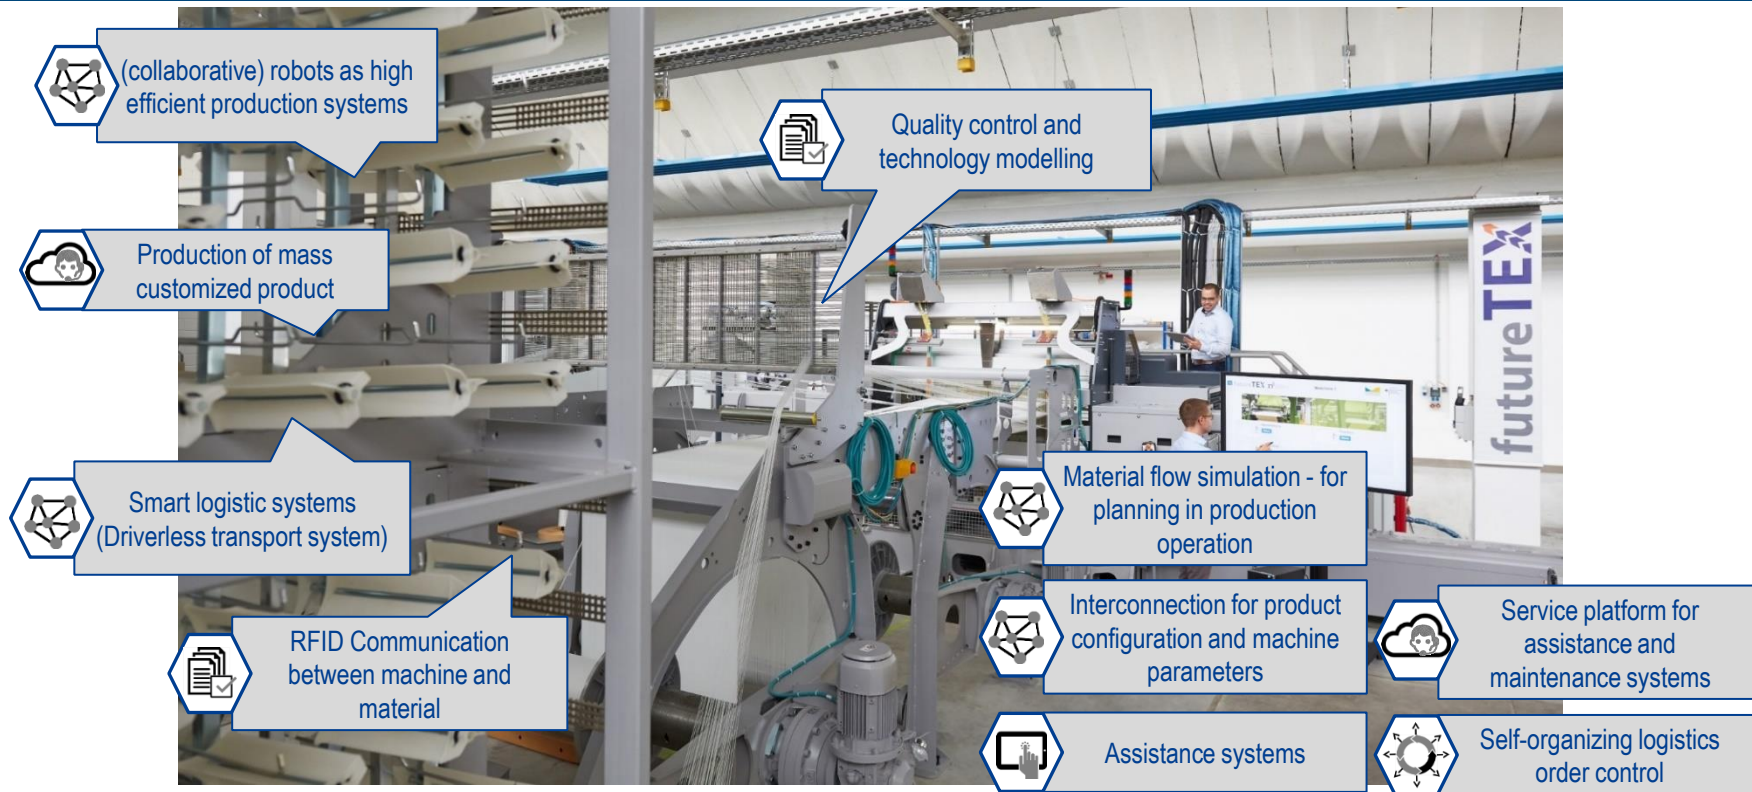 (collaborative) robots as high
efficient production systems
Quality control and
technology modelling
Production of mass
customized product
futureTEX
Smart logistic systems
(Driverless transport system)
Material flow simulation - for
planning in production
operation
RFID Communication
between machine and
material
Interconnection for product
configuration and machine
parameters
Service platform for
assistance and
maintenance systems
Assistance systems
Self-organizing logistics
order control